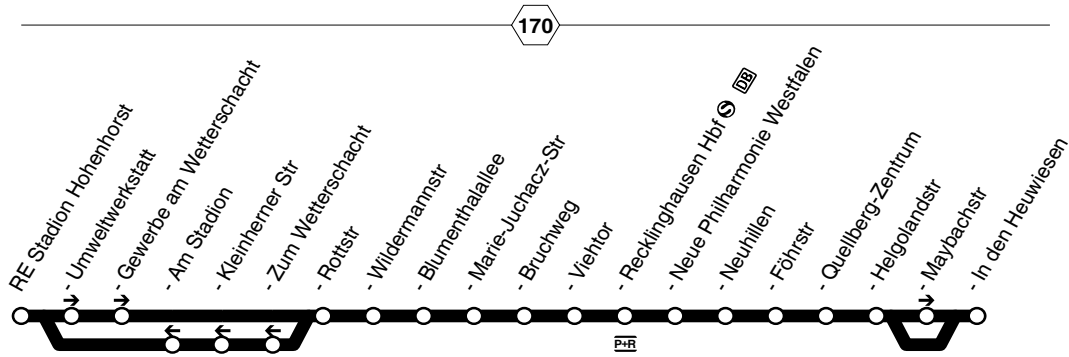 170
RE Stadion Hohenhorst
- Umweltwerkstatt
- Gewerbe am Wetterschacht
- Am Stadion
- Kleinherner Str
- Zum Wetterschacht
- Rottstr
- Wildermannstr
- Blumenthalallee
- Marie-Juchacz-Str
- Bruchweg
- Viehtor
- Recklinghausen Hbf S DB
- Neue Philharmonie Westfalen
- Neuhillen
- Föhrstr
- Quellberg-Zentrum
- Helgolandstr
- Maybachstr
- In den Heuwiesen
P+R